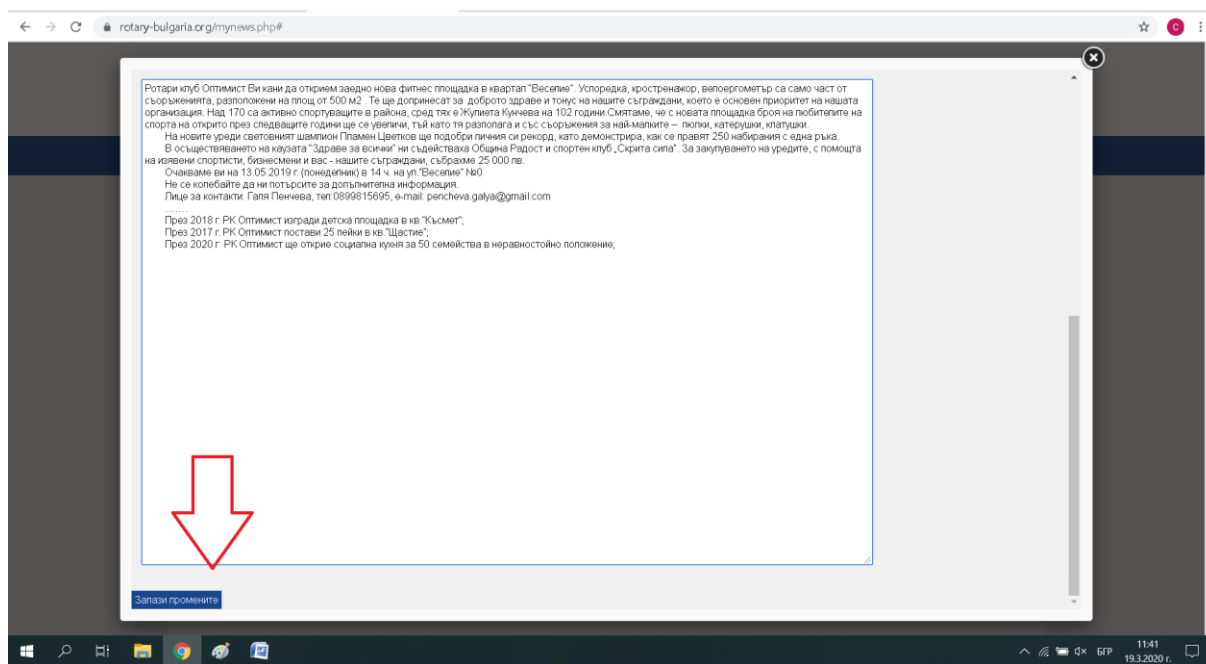 rotary-bulgaria.org/mynews.php#
C
Ротари клуб Оптимист Ви кани да открием заедно нова фитнес площадка в квартал "Веселие". Успоредка, кростренажор, велоергометър са само част от
съоръженията, разположени на площ от 500 м2 . Те ще допринесат за доброто здраве и тонус на нашите съграждани, което е основен приоритет на нашата
организация. Над 170 са активно спортуващите в района, сред тях е Жулиета Кунчева на 102 години.Смятаме, че с новата площадка броя на любителите на
спорта на открито през следващите години ще се увеличи, тъй като тя разполага и със съоръжения за най-малките – люлки, катерушки, клатушки.
На новите уреди световният шампион Пламен Цветков ще подобри личния си рекорд, като демонстрира, как се правят 250 набирания с една ръка.
В осъществяването на каузата "Здраве за всички" ни съдействаха Община Радост и спортен клуб „Скрита сила". За закупуването на уредите, с помощта
на изявени спортисти, бизнесмени и вас - нашите съграждани, събрахме 25 000 лв.
Очакваме ви на 13.05.2019 г. (понеделник) в 14 ч. на ул."Веселие" №0
Не се колебайте да ни потърсите за допълнителна информация.
Лице за контакти: Галя Пенчева, тел:0899815695, e-mail: pencheva.galya@gmail.com
.......
През 2018 г. РК Оптимист изгради детска площадка в кв."Късмет";
През 2017 г. РК Оптимист постави 25 пейки в кв."Щастие";
През 2020 г. РК Оптимист ще открие социална кухня за 50 семейства в неравностойно положение;
Запази промените
БГР
11:41
19.3.2020 г.